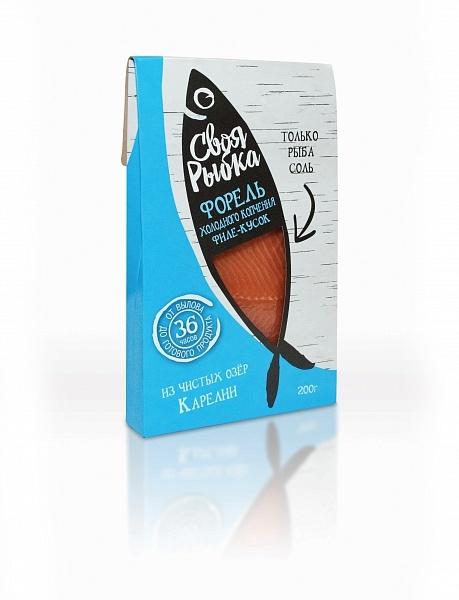 Своя
Рыбка
ФОРЕЛЬ
ХОЛОДНОГО КОПЧЕНИЯ
ФИЛЕ-КУСОК
ТОЛЬКО
РЫБА
СОЛЬ
ОТ ВЫЛОВА
36
ЧАСОВ
ДО ГОТОВОГО ПРОДУКТА
ИЗ ЧИСТЫХ ОЗЁР
КАРЕЛИИ
200г